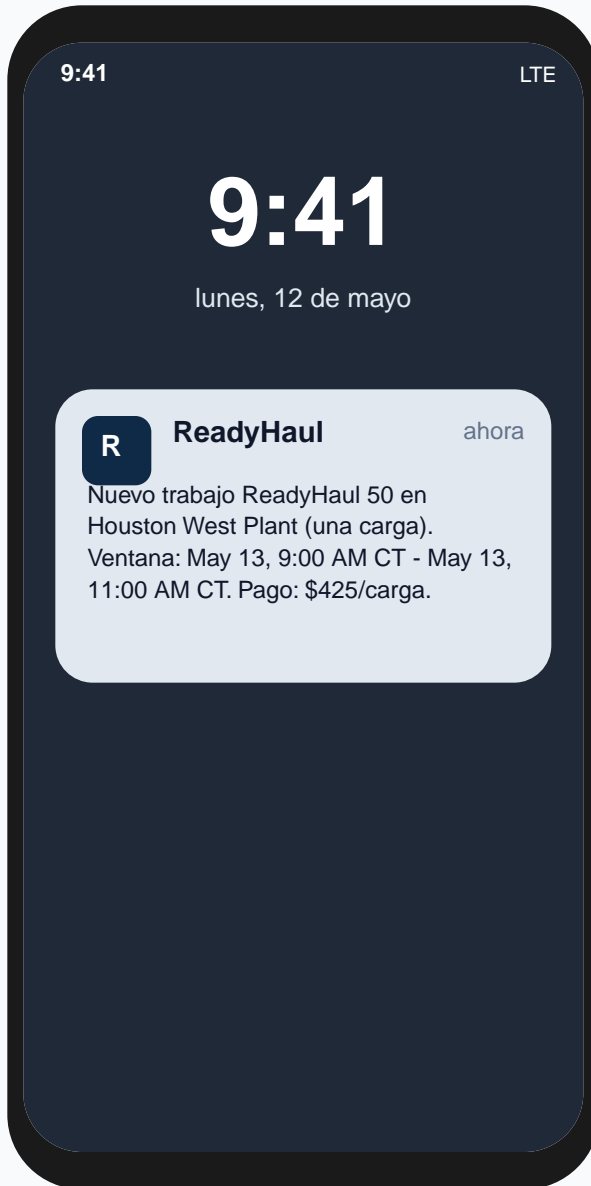 9:41
LTE
9:41
lunes, 12 de mayo
R
ReadyHaul
ahora
Nuevo trabajo ReadyHaul 50 en
Houston West Plant (una carga).
Ventana: May 13, 9:00 AM CT - May 13,
11:00 AM CT. Pago: $425/carga.